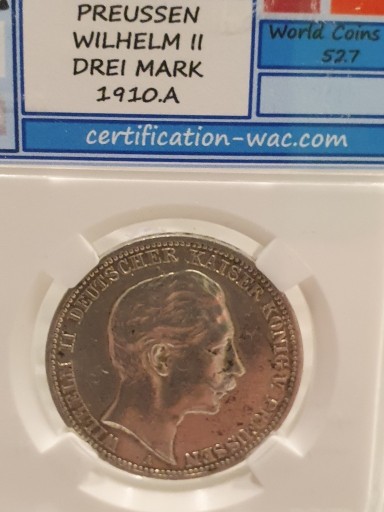 PREUSSEN
WILHELM II
DREI MARK
1910.A
World Coins
52.7
certification-wac.com
WILHELM II DEUTSCHER KAISER KÖNIG V. PREUSSEN
A